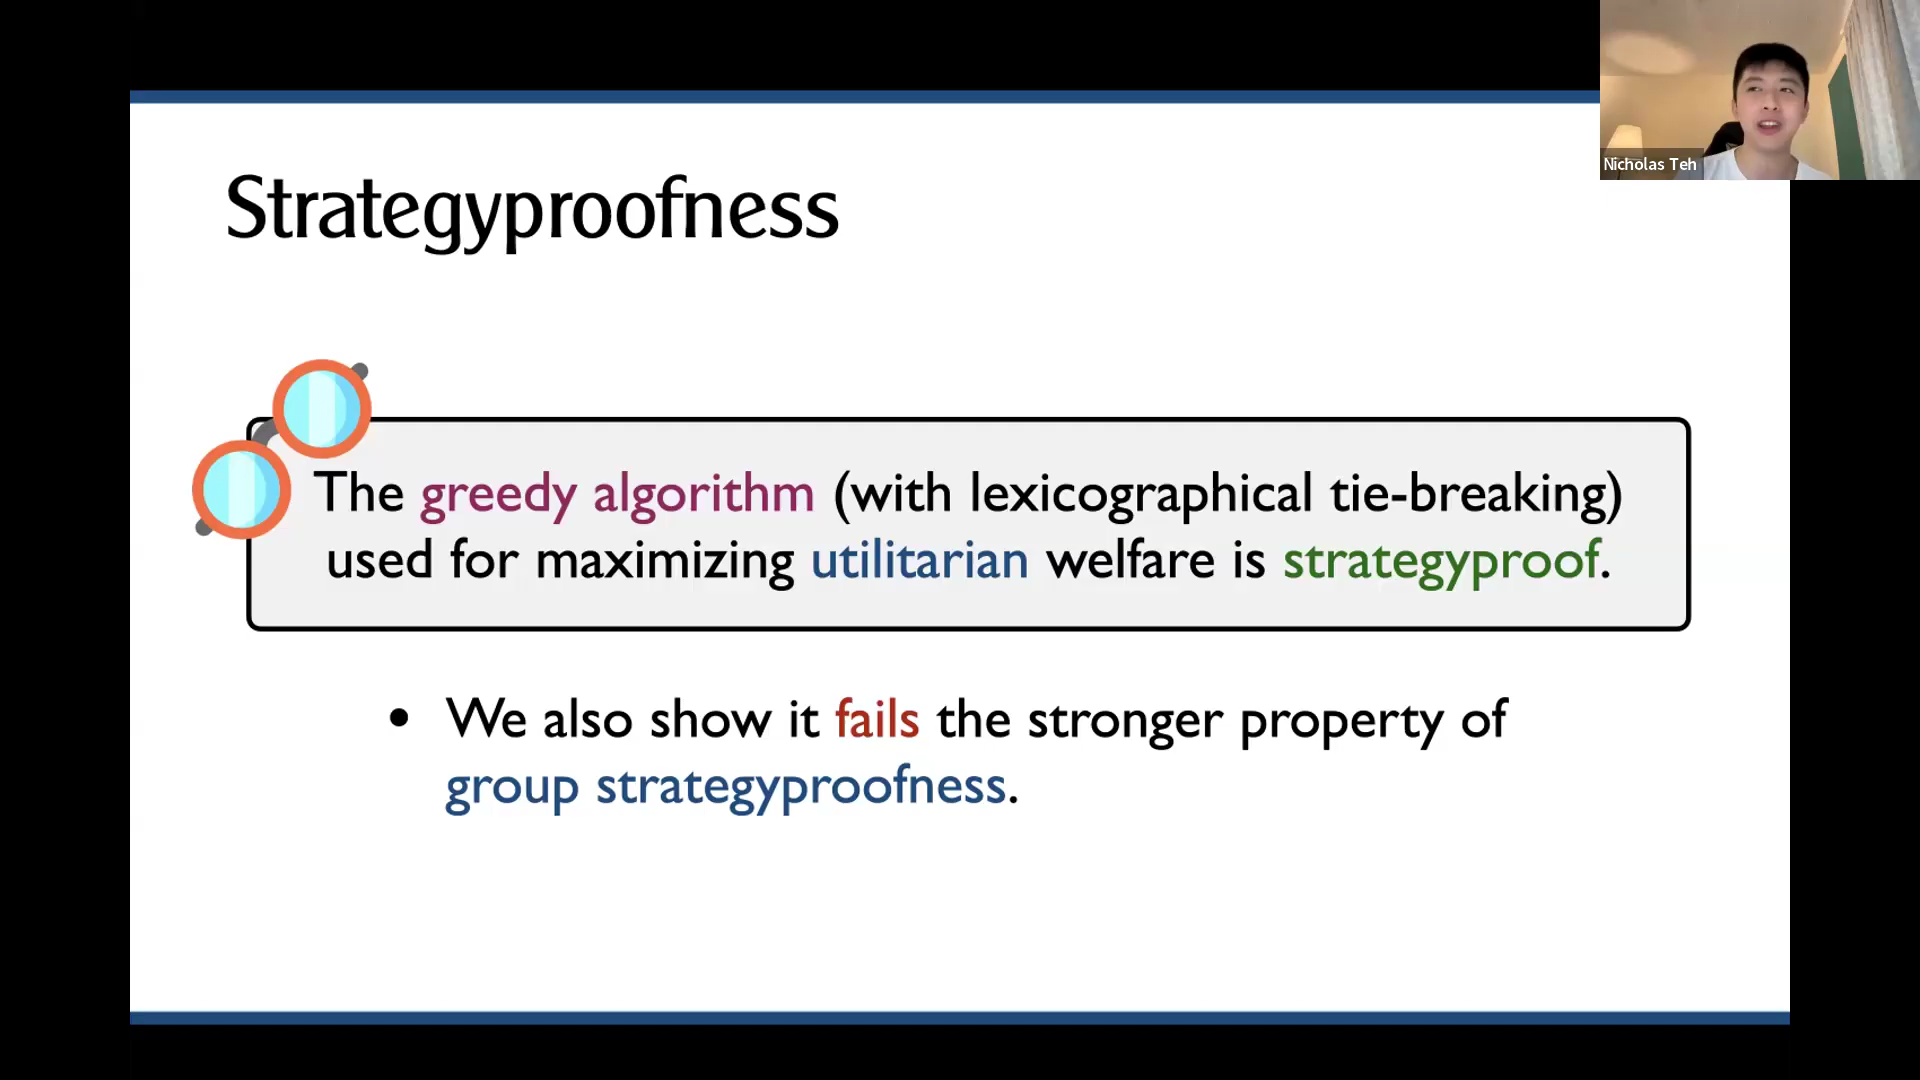 Nicholas Teh
Strategyproofness
The greedy algorithm (with lexicographical tie-breaking)
used for maximizing utilitarian welfare is strategyproof.
• We also show it fails the stronger property of
group strategyproofness.